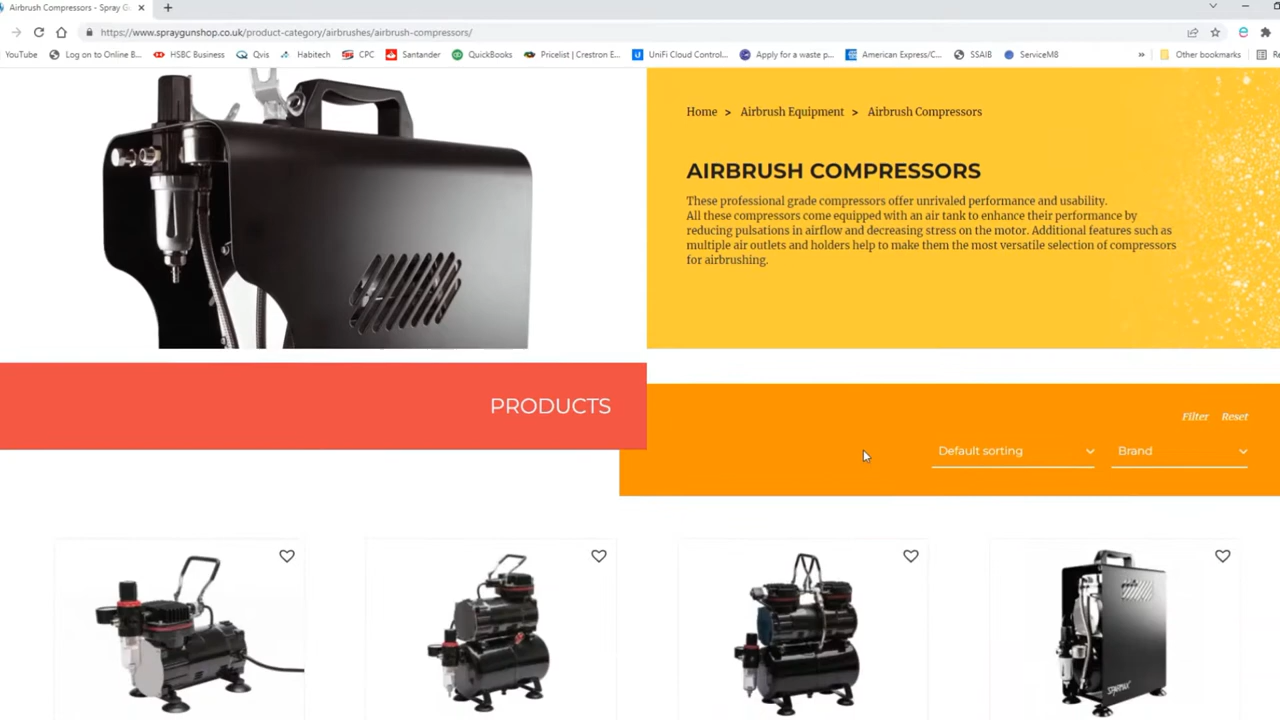 Airbrush Compressors - Spray G
https://www.spraygunshop.co.uk/product-category/airbrushes/airbrush-compressors/
YouTube Log on to Online B... HSBC Business Qvis Habitech CPC Santander QuickBooks Pricelist | Crestron E... UniFi Cloud Control... Apply for a waste p... American Express/C... SSAIB ServiceM8 » Other bookmarks
Home > Airbrush Equipment > Airbrush Compressors
AIRBRUSH COMPRESSORS
These professional grade compressors offer unrivaled performance and usability.
All these compressors come equipped with an air tank to enhance their performance by
reducing pulsations in airflow and decreasing stress on the motor. Additional features such as
multiple air outlets and holders help to make them the most versatile selection of compressors
for airbrushing.
PRODUCTS
Filter Reset
Default sorting Brand
SPARMAX